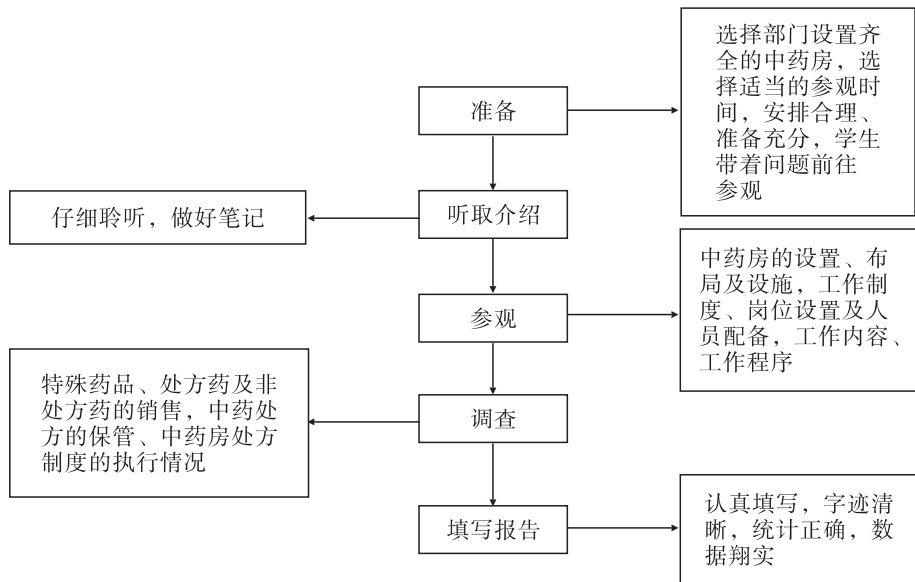 准备
选择部门设置齐
全的中药房，选
择适当的参观时
间，安排合理、
准备充分，学生
带着问题前往
参观
听取介绍
仔细聆听，做好笔记
参观
中药房的设置、布
局及设施，工作制
度、岗位设置及人
员配备，工作内容、
工作程序
调查
特殊药品、处方药及非
处方药的销售，中药处
方的保管、中药房处方
制度的执行情况
填写报告
认真填写，字迹清
晰，统计正确，数
据翔实